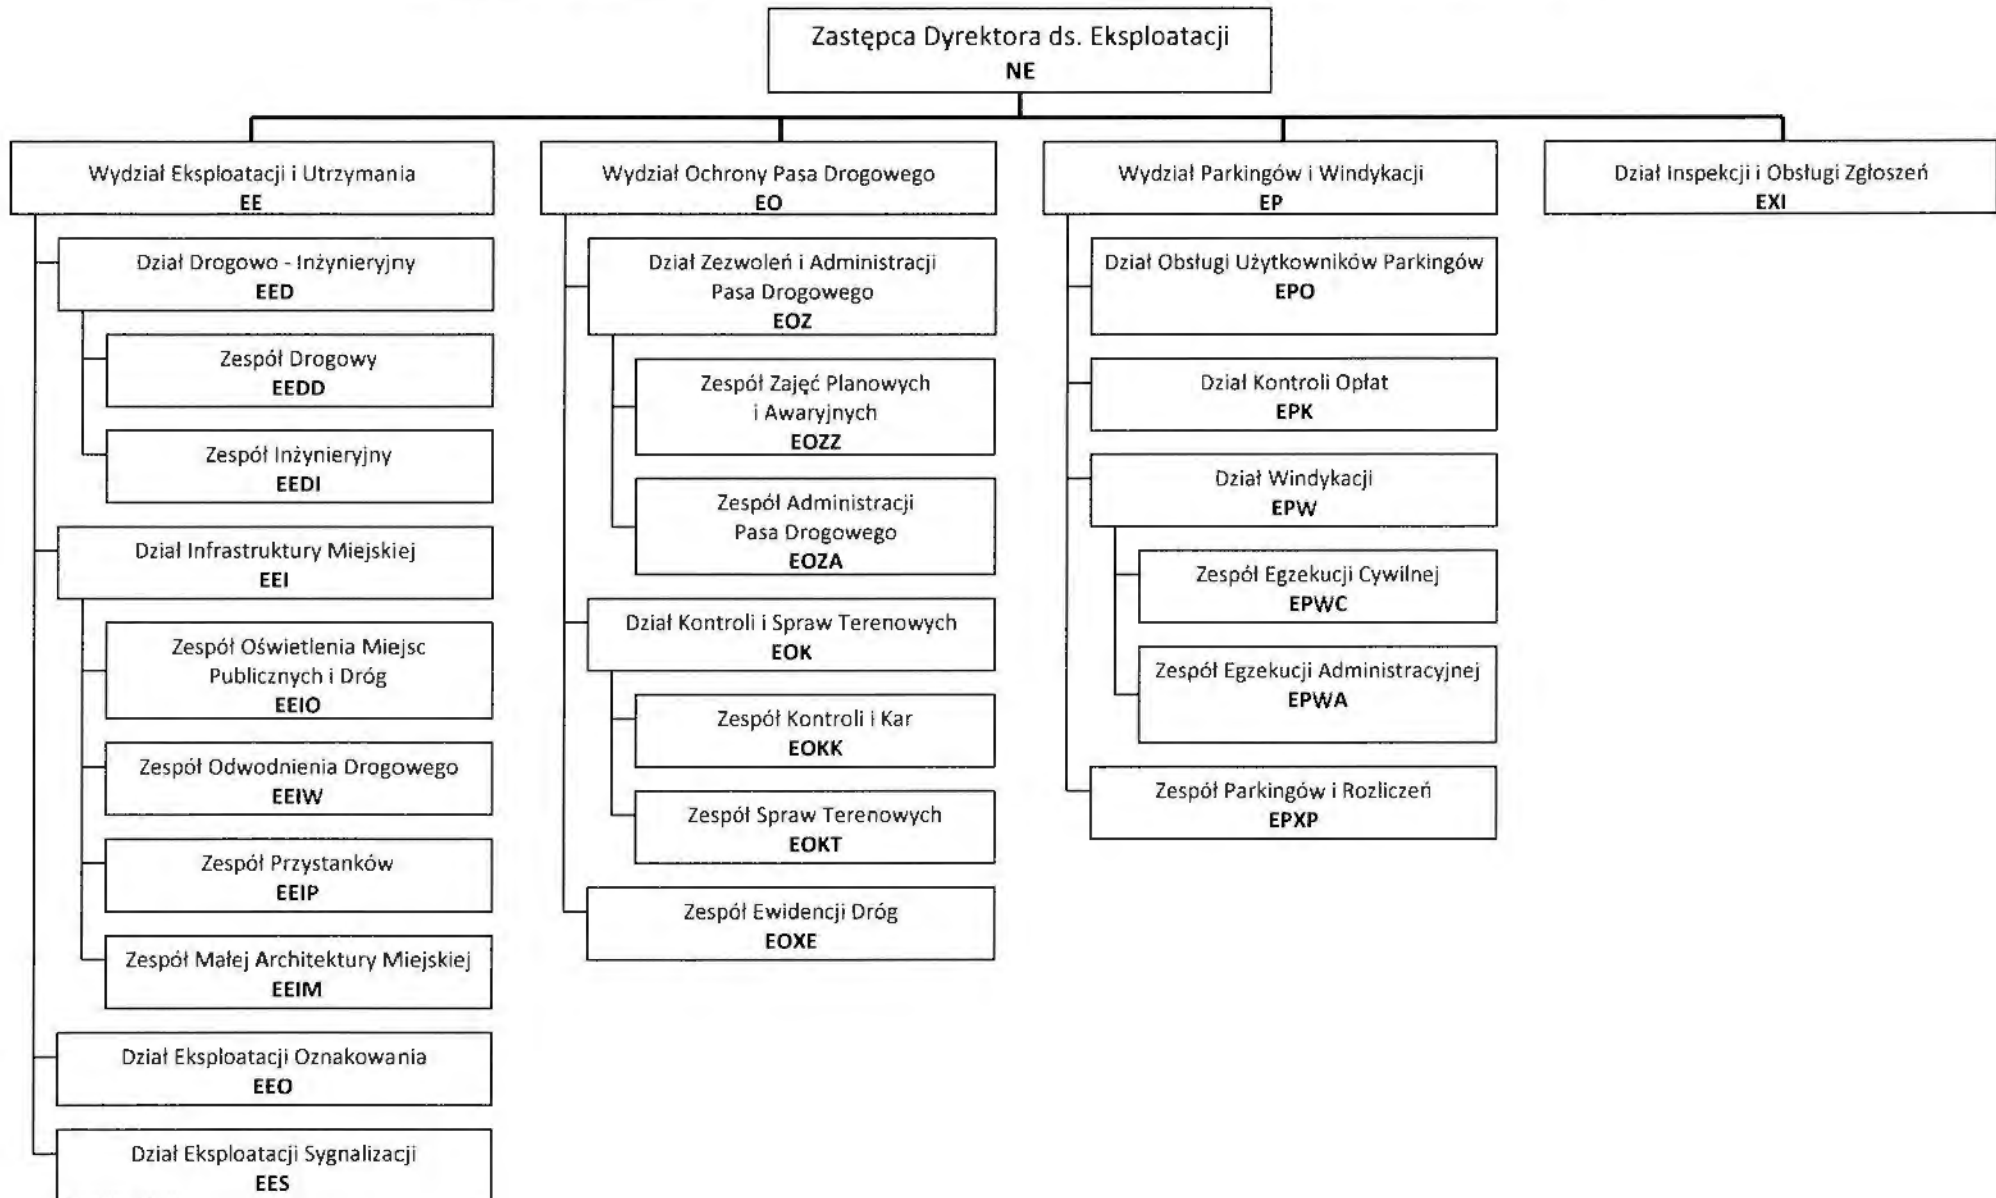 Zastępca Dyrektora ds. Eksploatacji
NE
Wydział Eksploatacji i Utrzymania
EE
Dział Drogowo - Inżynieryjny
EED
Zespół Drogowy
EEDD
Zespół Inżynieryjny
EEDI
Dział Infrastruktury Miejskiej
EEI
Zespół Oświetlenia Miejsc
Publicznych i Dróg
EEIO
Zespół Odwodnienia Drogowego
EEIW
Zespół Przystanków
EEIP
Zespół Małej Architektury Miejskiej
EEIM
Dział Eksploatacji Oznakowania
EEO
Dział Eksploatacji Sygnalizacji
EES
Wydział Ochrony Pasa Drogowego
EO
Dział Zezwoleń i Administracji
Pasa Drogowego
EOZ
Zespół Zajęć Planowych
i Awaryjnych
EOZZ
Zespół Administracji
Pasa Drogowego
EOZA
Dział Kontroli i Spraw Terenowych
EOK
Zespół Kontroli i Kar
EOKK
Zespół Spraw Terenowych
EOKT
Zespół Ewidencji Dróg
EOXE
Wydział Parkingów i Windykacji
EP
Dział Obsługi Użytkowników Parkingów
EPO
Dział Kontroli Opłat
EPK
Dział Windykacji
EPW
Zespół Egzekucji Cywilnej
EPWC
Zespół Egzekucji Administracyjnej
EPWA
Zespół Parkingów i Rozliczeń
EPXP
Dział Inspekcji i Obsługi Zgłoszeń
EXI